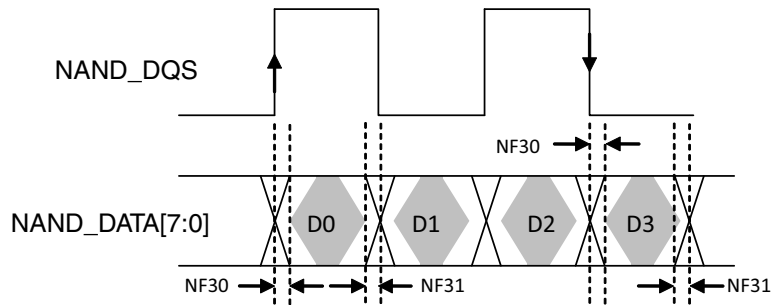 NAND_DQS
NF30
NAND_DATA[7:0]
D0
D1
D2
D3
NF30
NF31
NF31